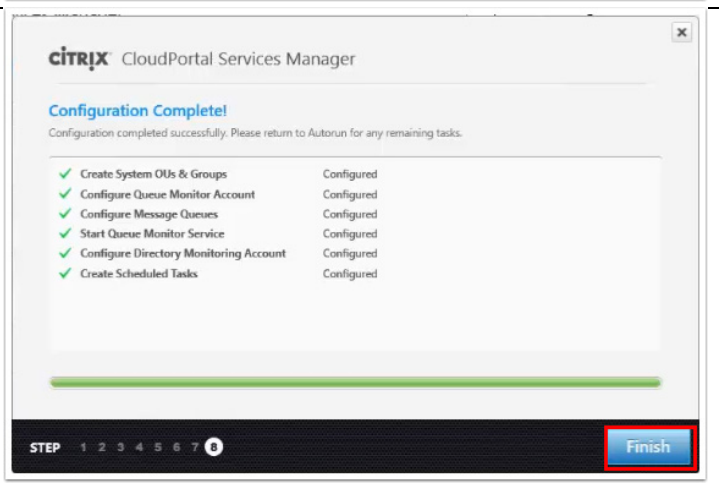 CITRIX CloudPortal Services Manager
Configuration Complete!
Configuration completed successfully. Please return to Autorun for any remaining tasks.
Create System OUs & Groups Configured
Configure Queue Monitor Account Configured
Configure Message Queues Configured
Start Queue Monitor Service Configured
Configure Directory Monitoring Account Configured
Create Scheduled Tasks Configured
STEP 1 2 3 4 5 6 7 8 Finish